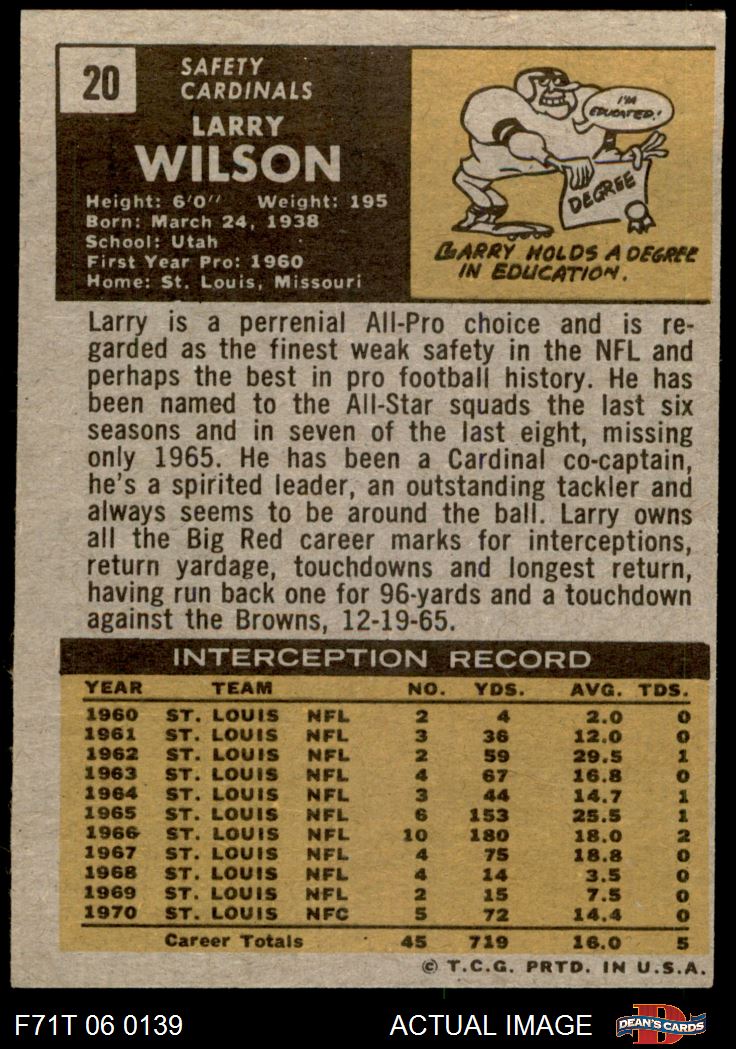 20
SAFETY
CARDINALS
LARRY
WILSON
Height: 6'0'' Weight: 195
Born: March 24, 1938
School: Utah
First Year Pro: 1960
Home: St. Louis, Missouri
I'M
EDUCATED!
DEGREE
LARRY HOLDS A DEGREE
IN EDUCATION.
Larry is a perrenial All-Pro choice and is re-
garded as the finest weak safety in the NFL and
perhaps the best in pro football history. He has
been named to the All-Star squads the last six
seasons and in seven of the last eight, missing
only 1965. He has been a Cardinal co-captain,
he's a spirited leader, an outstanding tackler and
always seems to be around the ball. Larry owns
all the Big Red career marks for interceptions,
return yardage, touchdowns and longest return,
having run back one for 96-yards and a touchdown
against the Browns, 12-19-65.
INTERCEPTION RECORD
YEAR TEAM NO. YDS. AVG. TDS.
1960 ST. LOUIS NFL 2 4 2.0 0
1961 ST. LOUIS NFL 3 36 12.0 0
1962 ST. LOUIS NFL 2 59 29.5 1
1963 ST. LOUIS NFL 4 67 16.8 0
1964 ST. LOUIS NFL 3 44 14.7 1
1965 ST. LOUIS NFL 6 153 25.5 1
1966 ST. LOUIS NFL 10 180 18.0 2
1967 ST. LOUIS NFL 4 75 18.8 0
1968 ST. LOUIS NFL 4 14 3.5 0
1969 ST. LOUIS NFL 2 15 7.5 0
1970 ST. LOUIS NFC 5 72 14.4 0
Career Totals 45 719 16.0 5
© T.C.G. PRTD. IN U.S.A.
F71T 06 0139 ACTUAL IMAGE D DEAN'S CARDS